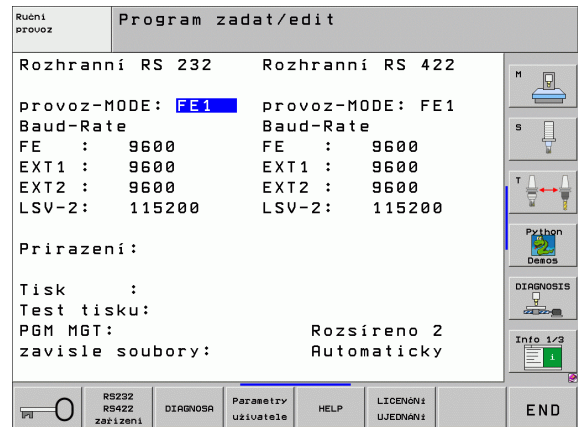 Ručni provoz
Program zadat/edit
Rozhranní RS 232 Rozhranní RS 422
provoz-MODE: FE1 provoz-MODE: FE1
Baud-Rate Baud-Rate
FE : 9600 FE : 9600
EXT1 : 9600 EXT1 : 9600
EXT2 : 9600 EXT2 : 9600
LSV-2: 115200 LSV-2: 115200
Prirazení:
Tisk :
Test tisku:
PGM MGT: Rozsíreno 2
zavisle soubory: Automaticky
M
S
T
Python
Demos
DIAGNOSIS
Info 1/3
i
RS232
RS422
zařizeni
DIAGNOSA
Parametry
uživatele
HELP
LICENČNí
UJEDNÁNí
END